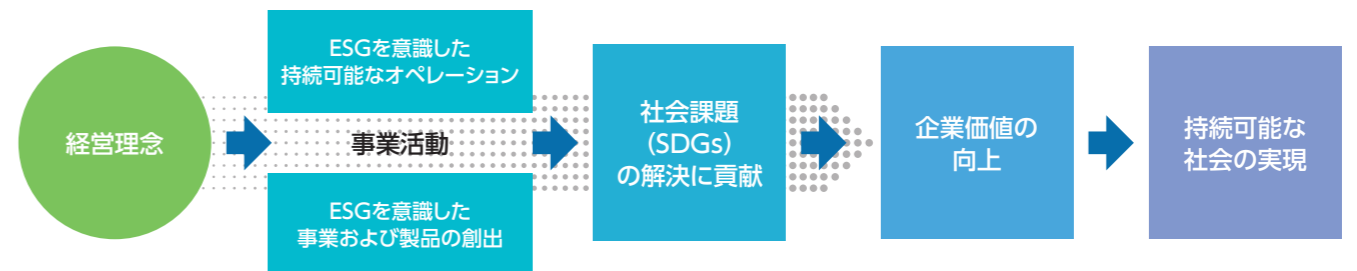 経営理念
ESGを意識した
持続可能なオペレーション
事業活動
ESGを意識した
事業および製品の創出
社会課題
（SDGs）
の解決に貢献
企業価値の
向上
持続可能な
社会の実現